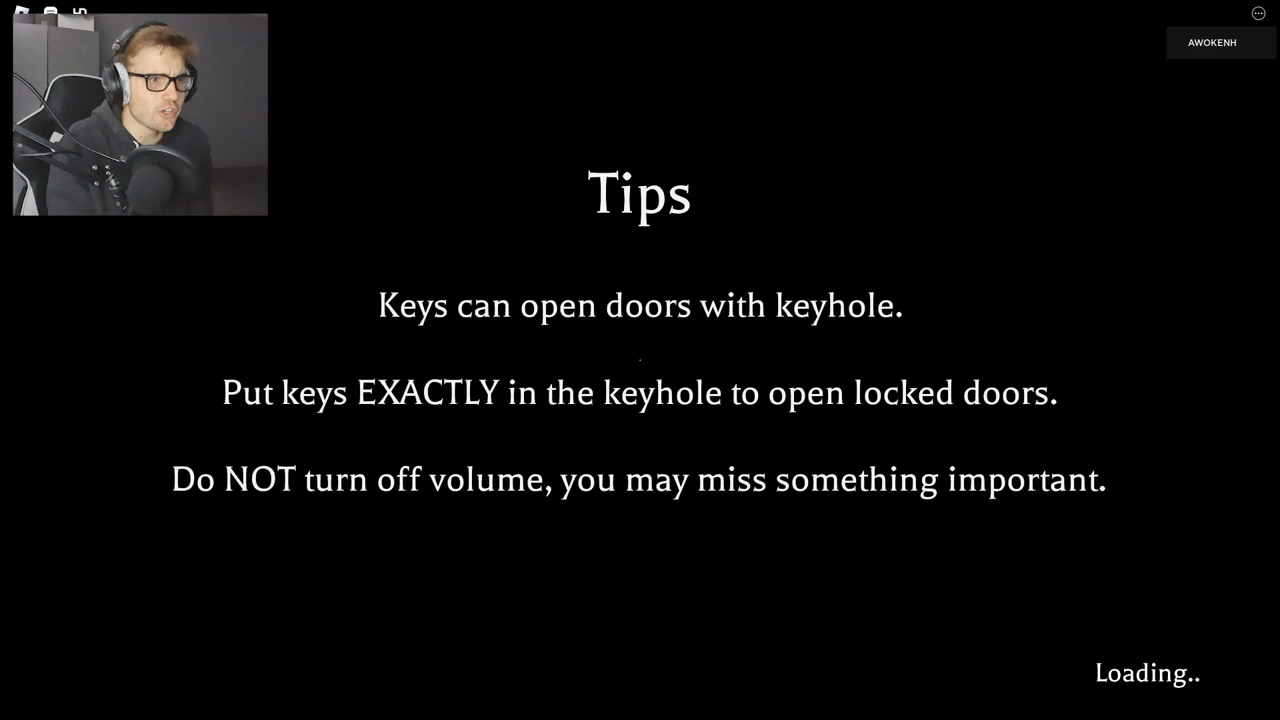 AWOKENH
Tips
Keys can open doors with keyhole.
Put keys EXACTLY in the keyhole to open locked doors.
Do NOT turn off volume, you may miss something important.
Loading..